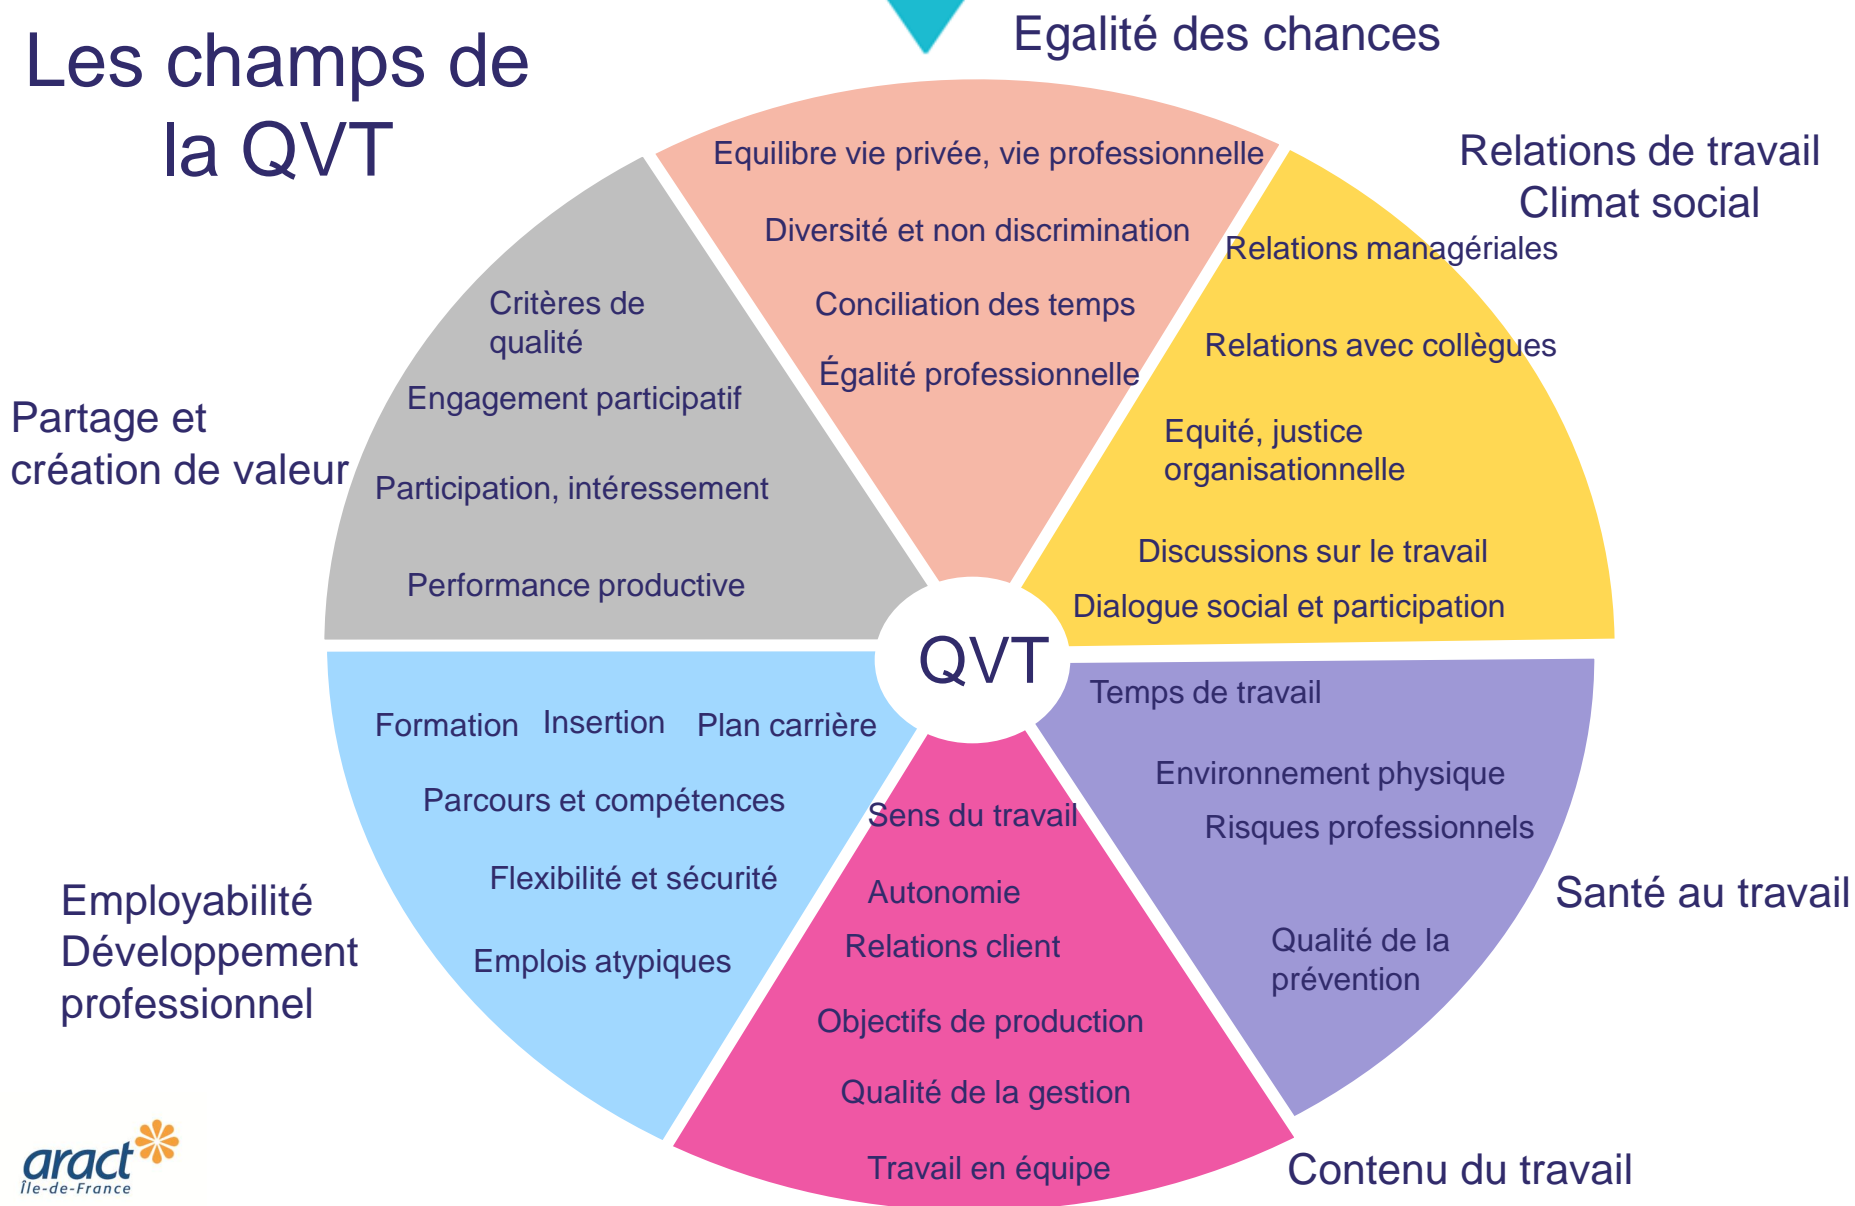 Les champs de
la QVT
Egalité des chances
Equilibre vie privée, vie professionnelle
Diversité et non discrimination
Conciliation des temps
Égalité professionnelle
Relations de travail
Climat social
Relations managériales
Relations avec collègues
Equité, justice
organisationnelle
Discussions sur le travail
Dialogue social et participation
Critères de
qualité
Engagement participatif
Participation, intéressement
Performance productive
Partage et
création de valeur
QVT
Temps de travail
Environnement physique
Risques professionnels
Qualité de la
prévention
Santé au travail
Formation Insertion Plan carrière
Parcours et compétences
Flexibilité et sécurité
Emplois atypiques
Employabilité
Développement
professionnel
Sens du travail
Autonomie
Relations client
Objectifs de production
Qualité de la gestion
Travail en équipe
Contenu du travail
aract
Île-de-France